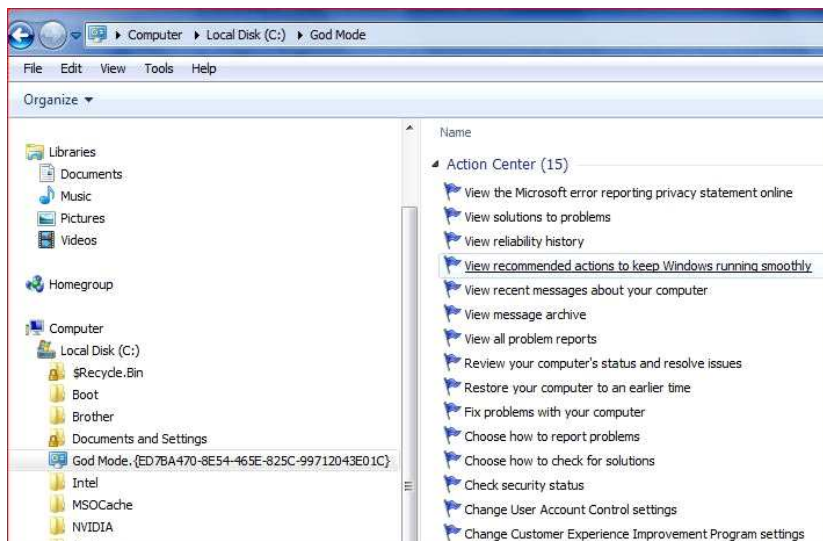 Computer ▸ Local Disk (C:) ▸ God Mode
File Edit View Tools Help
Organize
Libraries
Documents
Music
Pictures
Videos
Homegroup
Computer
Local Disk (C:)
$Recycle.Bin
Boot
Brother
Documents and Settings
God Mode.{ED7BA470-8E54-465E-825C-99712043E01C}
Intel
MSOCache
NVIDIA
Name
Action Center (15)
View the Microsoft error reporting privacy statement online
View solutions to problems
View reliability history
View recommended actions to keep Windows running smoothly
View recent messages about your computer
View message archive
View all problem reports
Review your computer's status and resolve issues
Restore your computer to an earlier time
Fix problems with your computer
Choose how to report problems
Choose how to check for solutions
Check security status
Change User Account Control settings
Change Customer Experience Improvement Program settings